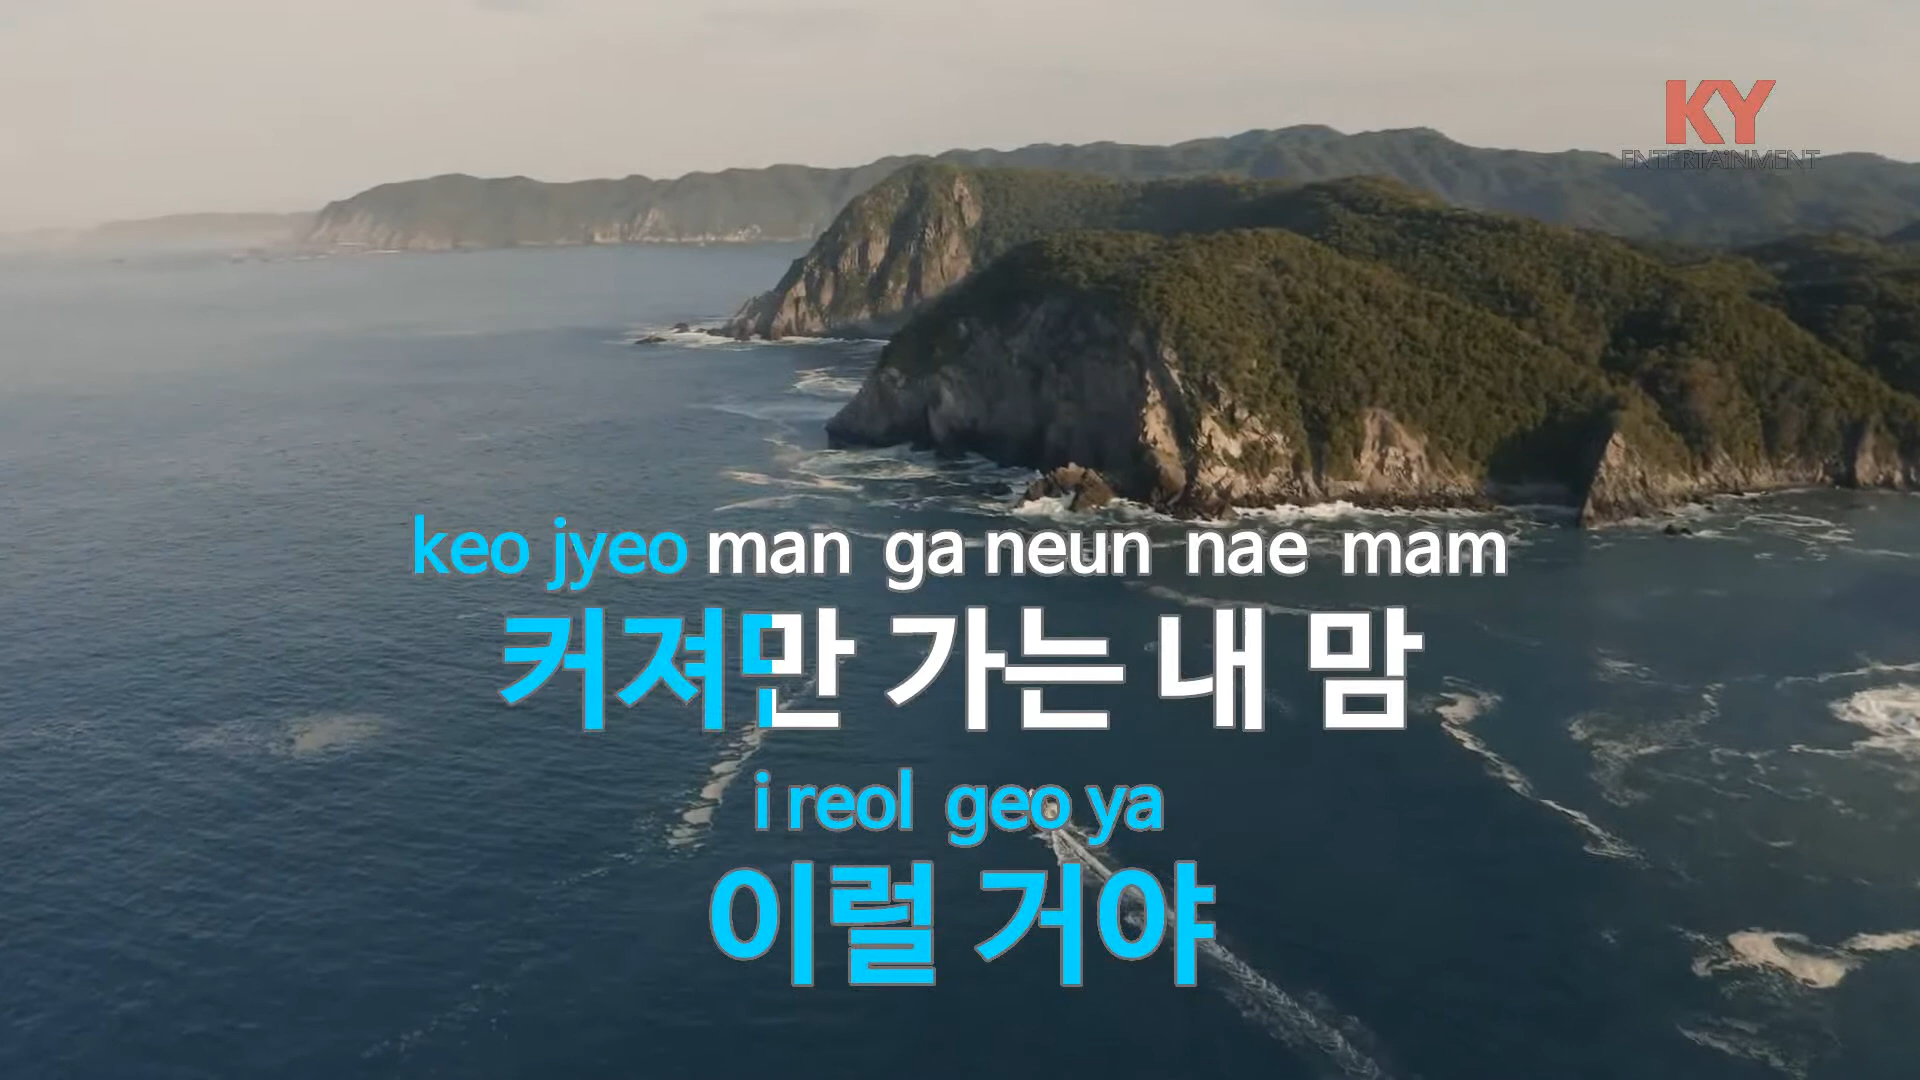 KY
ENTERTAINMENT
keo jyeo man ga neun nae mam
커져만 가는 내 맘
i reol geo ya
이럴 거야